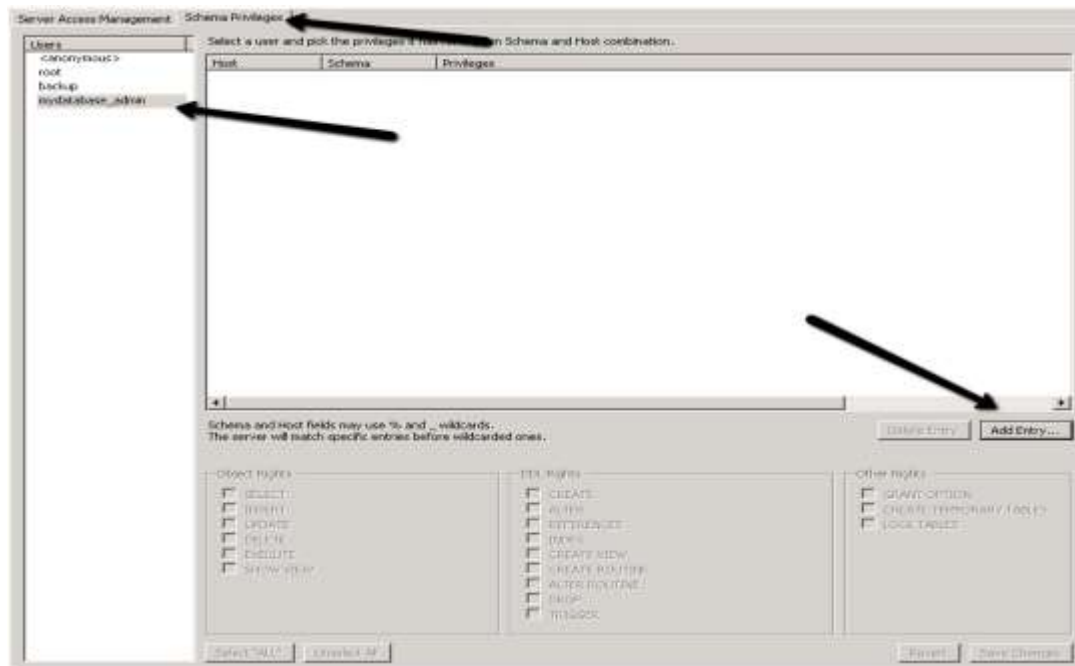 Server Access Management Schema Privileges
Users
<anonymous>
root
backup
mydatabase_admin
Select a user and pick the privileges it has Schema and Host combination.
Host Schema Privileges
Schema and Host fields may use % and _ wildcards.
The server will match specific entries before wildcarded ones.
Delete Entry Add Entry...
Object Rights
SELECT
INSERT
UPDATE
DELETE
EXECUTE
SHOW VIEW
DDL Rights
CREATE
ALTER
REFERENCES
INDEX
CREATE VIEW
CREATE ROUTINE
ALTER ROUTINE
DROP
TRIGGER
Other Rights
GRANT OPTION
CREATE TEMPORARY TABLES
LOCK TABLES
Select "ALL" Unselect All Revert Save Changes